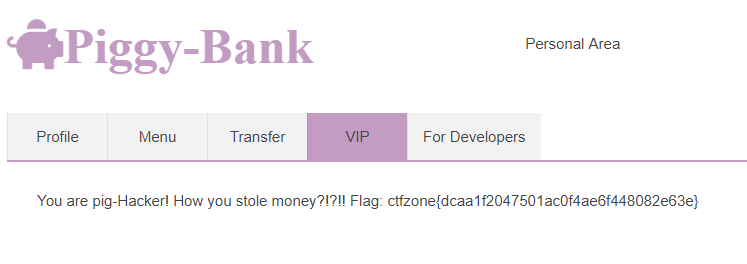 Piggy-Bank
Personal Area
Profile Menu Transfer VIP For Developers
You are pig-Hacker! How you stole money?!?!! Flag: ctfzone{dcaa1f2047501ac0f4ae6f448082e63e}